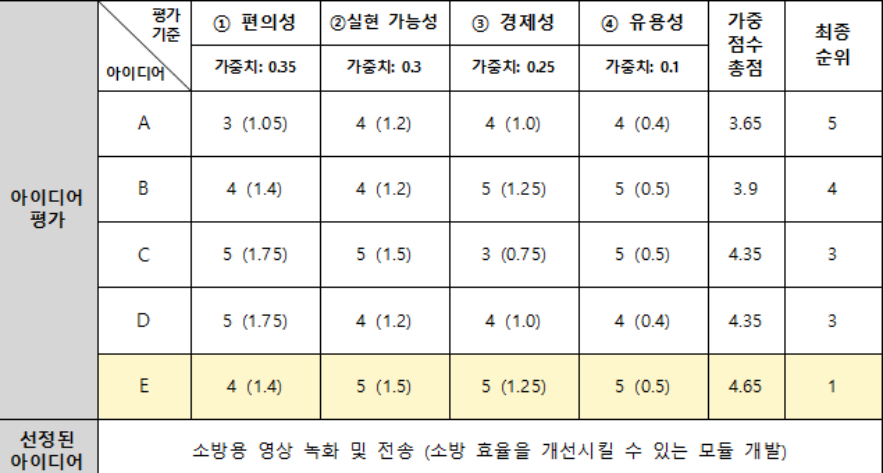 평가
기준
아이디어
① 편의성
②실현 가능성
③ 경제성
④ 유용성
가중
점수
총점
최종
순위
가중치: 0.35
가중치: 0.3
가중치: 0.25
가중치: 0.1
아이디어
평가
A 3 (1.05) 4 (1.2) 4 (1.0) 4 (0.4) 3.65 5
B 4 (1.4) 4 (1.2) 5 (1.25) 5 (0.5) 3.9 4
C 5 (1.75) 5 (1.5) 3 (0.75) 5 (0.5) 4.35 3
D 5 (1.75) 4 (1.2) 4 (1.0) 4 (0.4) 4.35 3
E 4 (1.4) 5 (1.5) 5 (1.25) 5 (0.5) 4.65 1
선정된
아이디어
소방용 영상 녹화 및 전송 (소방 효율을 개선시킬 수 있는 모듈 개발)